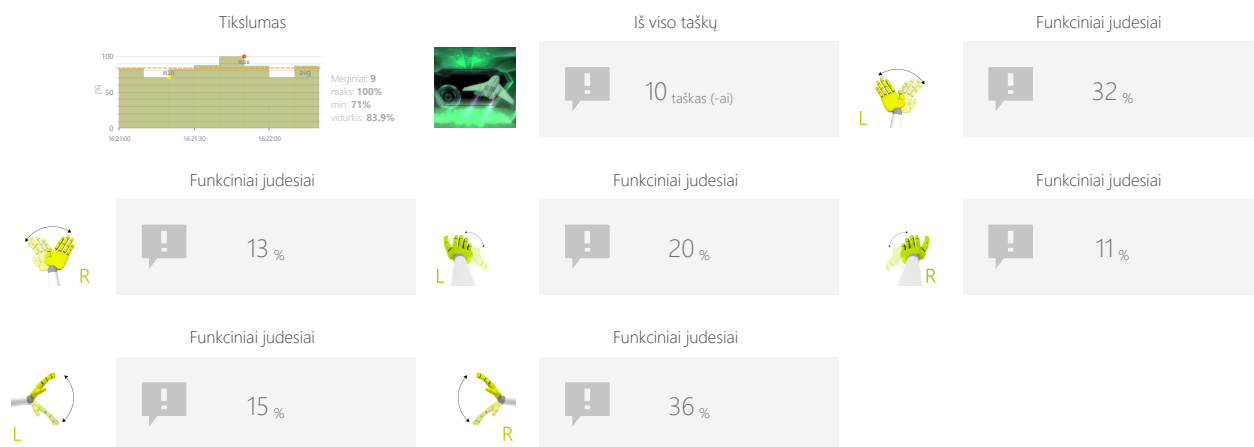 Tikslumas
100
50
0
[%]
min
max
avg
16:21:00
16:21:30
16:22:00
Mėginiai: 9
maks: 100%
min: 71%
vidurkis: 83.9%
Iš viso taškų
10 taškas (-ai)
Funkciniai judesiai
L
32 %
Funkciniai judesiai
R
13 %
Funkciniai judesiai
L
20 %
Funkciniai judesiai
R
11 %
Funkciniai judesiai
L
15 %
Funkciniai judesiai
R
36 %